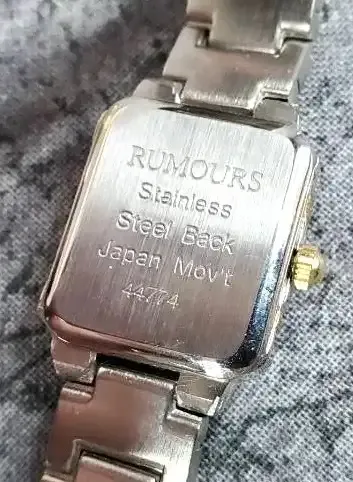 RUMOURS
Stainless
Steel Back
Japan Mov't
44774